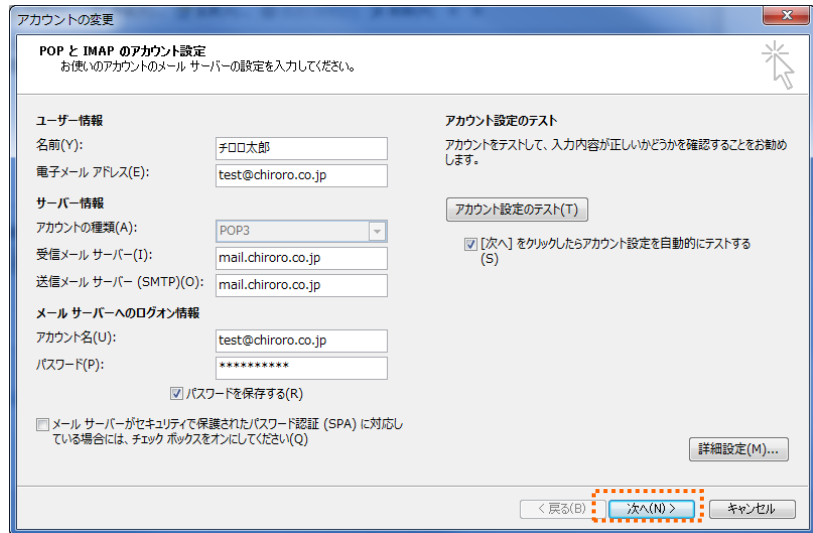 アカウントの変更
POP と IMAP のアカウント設定
お使いのアカウントのメール サーバーの設定を入力してください。
ユーザー情報
名前(Y):
チロロ太郎
電子メール アドレス(E):
test@chiroro.co.jp
サーバー情報
アカウントの種類(A):
POP3
受信メール サーバー(I):
mail.chiroro.co.jp
送信メール サーバー (SMTP)(O):
mail.chiroro.co.jp
メール サーバーへのログオン情報
アカウント名(U):
test@chiroro.co.jp
パスワード(P):
**********
パスワードを保存する(R)
メール サーバーがセキュリティで保護されたパスワード認証 (SPA) に対応し
ている場合には、チェック ボックスをオンにしてください(Q)
アカウント設定のテスト
アカウントをテストして、入力内容が正しいかどうかを確認することをお勧め
します。
アカウント設定のテスト(T)
[次へ] をクリックしたらアカウント設定を自動的にテストする
(S)
詳細設定(M)...
< 戻る(B)
次へ(N) >
キャンセル